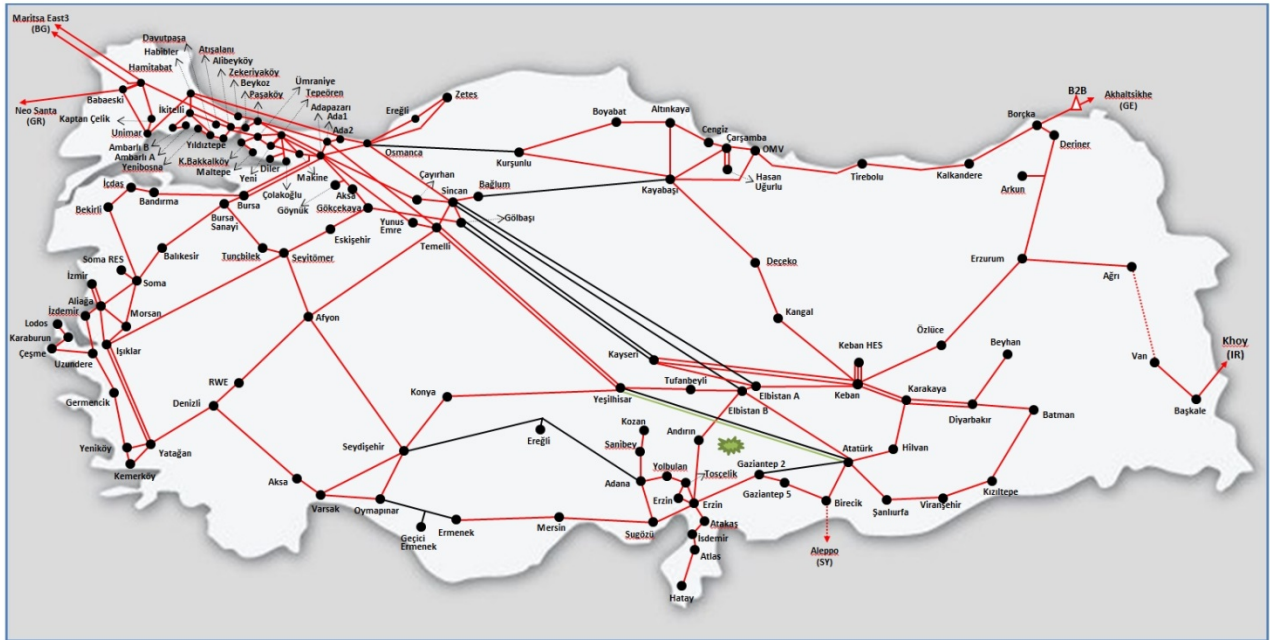 Maritsa East3
(BG)
Davutpaşa
Habibler
Atışalanı
Hamitabat
Alibeyköy
Zekeriyaköy
Beykoz
Paşaköy
Ümraniye
Tepeören
Adapazarı
Ada1
Ada2
Babaeski
Neo Santa
(GR)
Kaptan Çelik
Unimar
İkitelli
Ambarlı B
Ambarlı A
Yenibosna
Yıldıztepe
K.Bakkalköy
Maltepe
Yeni
Diler
Çolakoğlu
Göynük
Makine
Aksa
Gökçekaya
Ereğli
Zetes
Osmanca
Boyabat
Altınkaya
Cengiz
Çarşamba
OMV
Kurşunlu
Kayabaşı
Hasan
Uğurlu
Tirebolu
Kalkandere
Borçka
B2B
Akhaltsikhe
(GE)
Deriner
Arkun
Çayırhan
Sincan
Bağlum
Gölbaşı
Yunus
Emre
Temelli
İçdaş
Bandırma
Bekirli
Bursa
Bursa
Sanayi
Balıkesir
Tunçbilek
Seyitömer
Eskişehir
Soma RES
Soma
İzmir
Aliağa
İzdemir
Morsan
Lodos
Karaburun
Çeşme
Uzundere
Işıklar
Afyon
Deçeko
Kangal
Erzurum
Ağrı
Özlüce
Van
Başkale
Khoy
(IR)
Kayseri
Keban HES
Beyhan
Keban
Karakaya
Diyarbakır
Batman
Germencik
RWE
Denizli
Konya
Yeşilhisar
Tufanbeyli
Elbistan A
Elbistan B
Yeniköy
Kemerköy
Yatağan
Seydişehir
Ereğli
Kozan
Sanibey
Andırın
Atatürk
Hilvan
Aksa
Varsak
Oymapınar
Geçici
Ermenek
Ermenek
Mersin
Adana
Yolbulan
Tosçelik
Erzin
Erzin
Sugözü
Gaziantep 2
Gaziantep 5
Birecik
Şanlıurfa
Viranşehir
Kızıltepe
Atakaş
İsdemir
Atlas
Hatay
Aleppo
(SY)